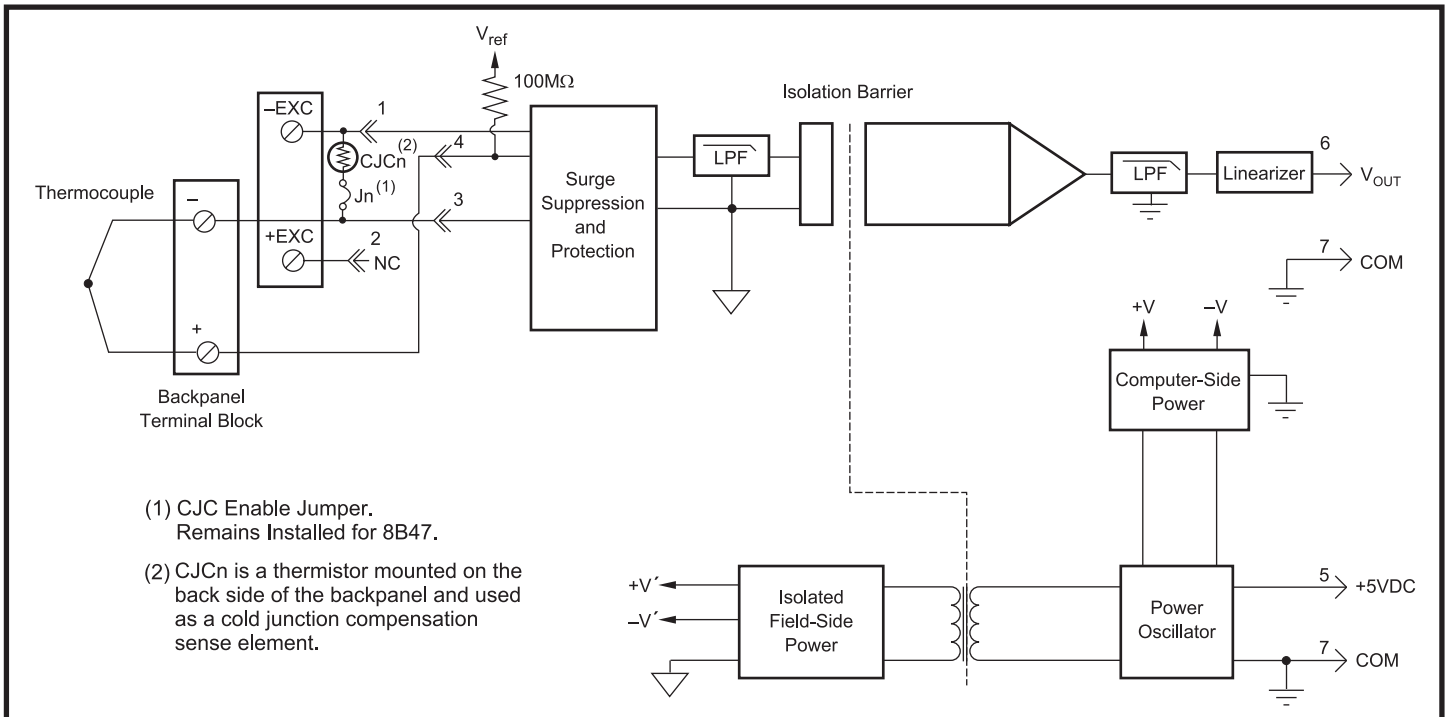 V_ref
100MΩ
Isolation Barrier
–EXC
1
CJCn(2)
4
LPF
LPF
6
Linearizer
V_OUT
Thermocouple
–
Jn(1)
3
Surge
Suppression
and
Protection
+EXC
2
NC
7
COM
+
+V
–V
Backpanel
Terminal Block
Computer-Side
Power
(1) CJC Enable Jumper.
Remains Installed for 8B47.
(2) CJCn is a thermistor mounted on the
back side of the backpanel and used
as a cold junction compensation
sense element.
+V´
–V´
Isolated
Field-Side
Power
Power
Oscillator
5
+5VDC
7
COM